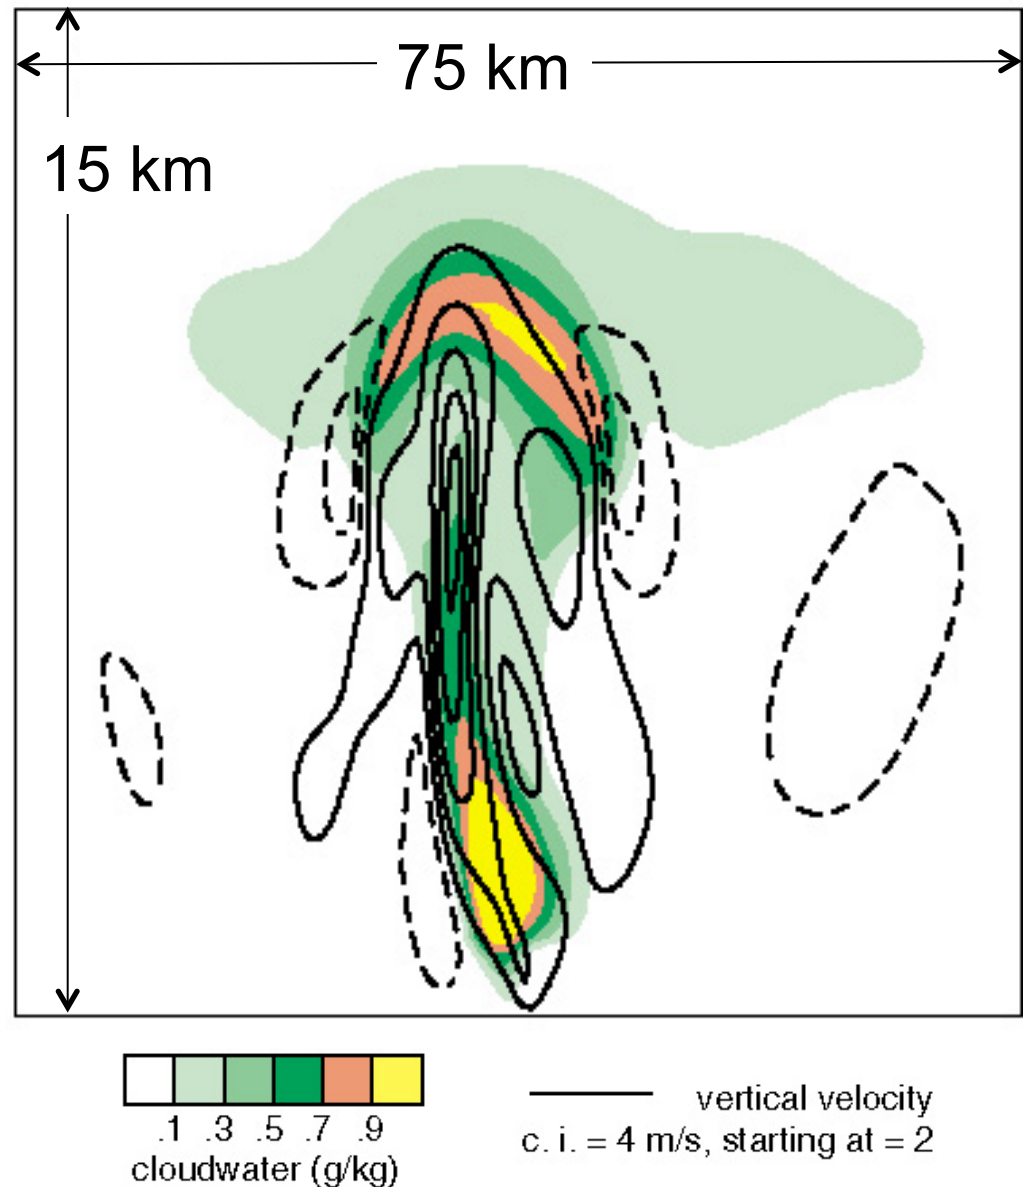 75 km
15 km
.1 .3 .5 .7 .9
cloudwater (g/kg)
vertical velocity
c. i. = 4 m/s, starting at = 2